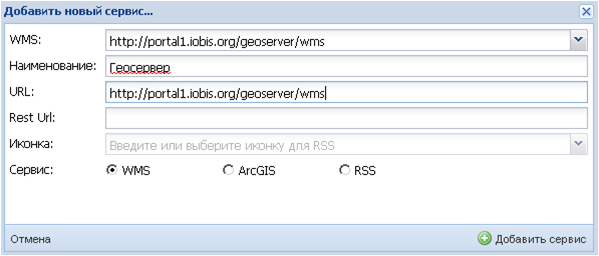 Добавить новый сервис...
WMS: http://portal1.iobis.org/geoserver/wms
Наименование: Геосервер
URL: http://portal1.iobis.org/geoserver/wms
Rest Url:
Иконка: Введите или выберите иконку для RSS
Сервис: WMS ArcGIS RSS
Отмена Добавить сервис